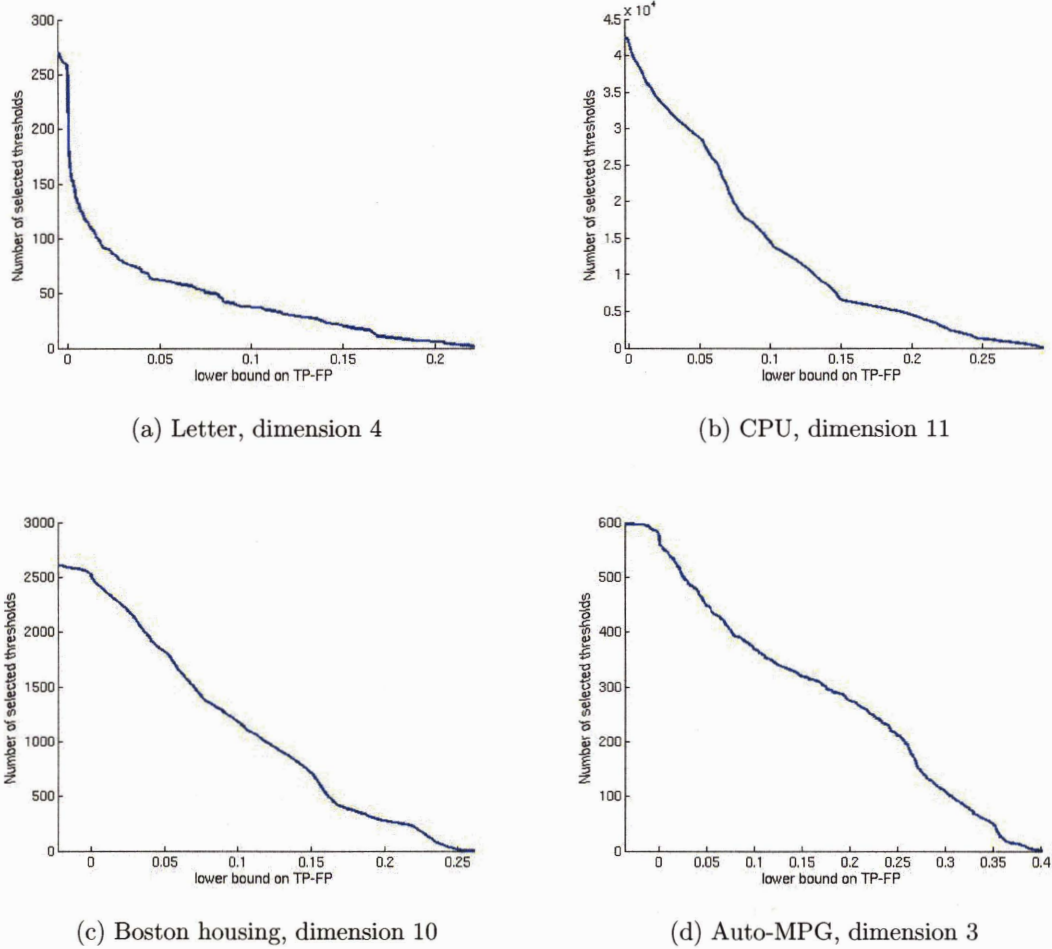 300
250
200
150
100
50
0
Number of selected thresholds
0 0.05 0.1 0.15 0.2
lower bound on TP-FP
(a) Letter, dimension 4
4.5 x 10^4
4
3.5
3
2.5
2
1.5
1
0.5
0
Number of selected thresholds
0 0.05 0.1 0.15 0.2 0.25
lower bound on TP-FP
(b) CPU, dimension 11
3000
2500
2000
1500
1000
500
0
Number of selected thresholds
0 0.05 0.1 0.15 0.2 0.25
lower bound on TP-FP
(c) Boston housing, dimension 10
600
500
400
300
200
100
0
Number of selected thresholds
0 0.05 0.1 0.15 0.2 0.25 0.3 0.35 0.4
lower bound on TP-FP
(d) Auto-MPG, dimension 3